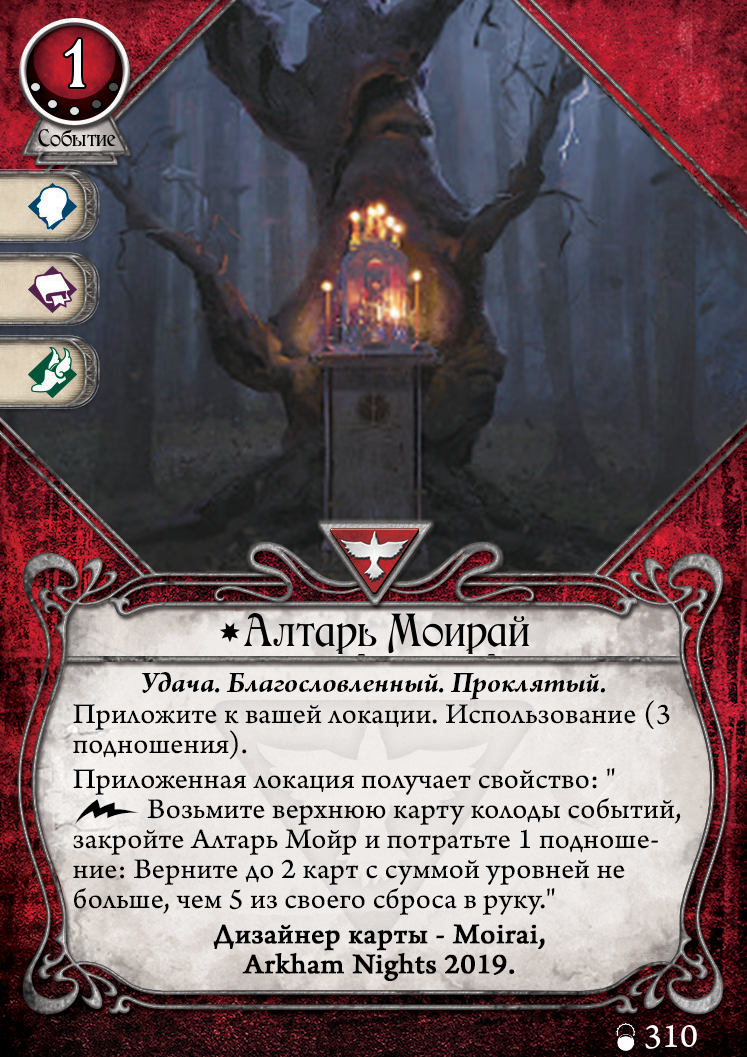 1
Событие
Алтарь Моирай
Удача. Благословленный. Проклятый.
Приложите к вашей локации. Использование (3
подношения).
Приложенная локация получает свойство: "
Возьмите верхнюю карту колоды событий,
закройте Алтарь Мойр и потратьте 1 подноше-
ние: Верните до 2 карт с суммой уровней не
больше, чем 5 из своего сброса в руку."
Дизайнер карты - Moirai,
Arkham Nights 2019.
310